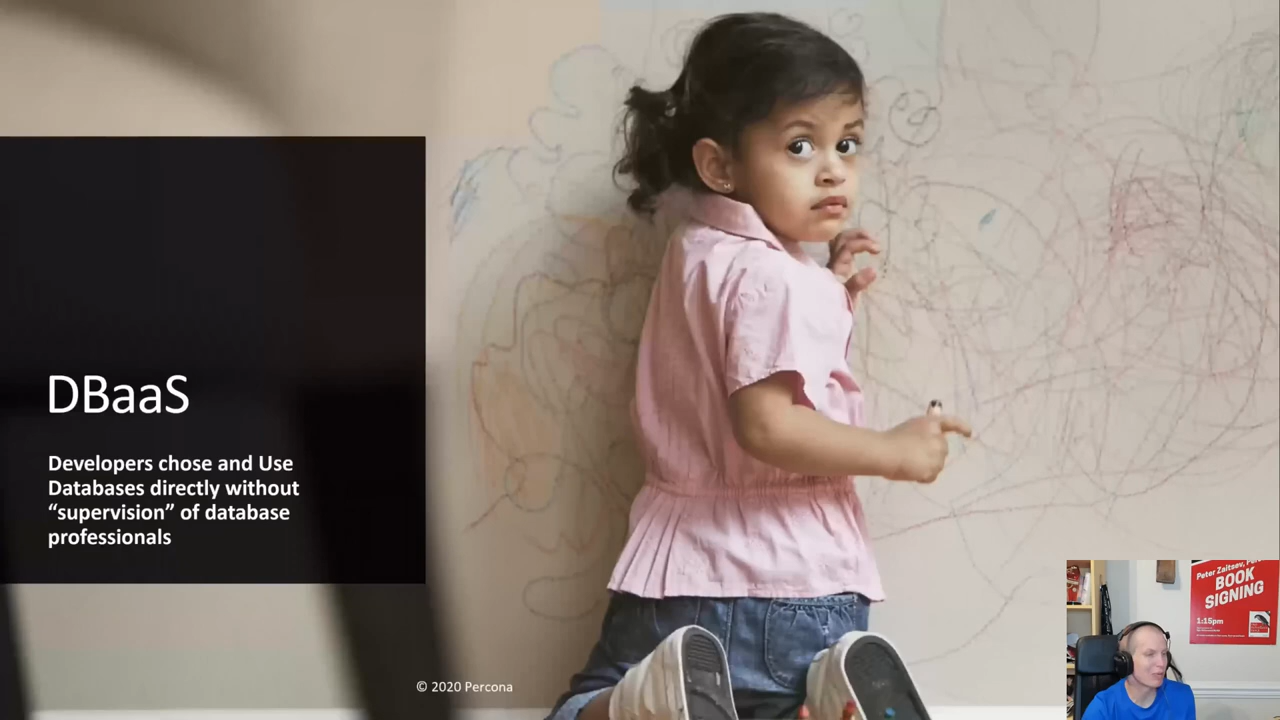 DBaaS
Developers chose and Use
Databases directly without
“supervision” of database
professionals
© 2020 Percona
Peter Zaitsev,
BOOK
SIGNING
1:15pm